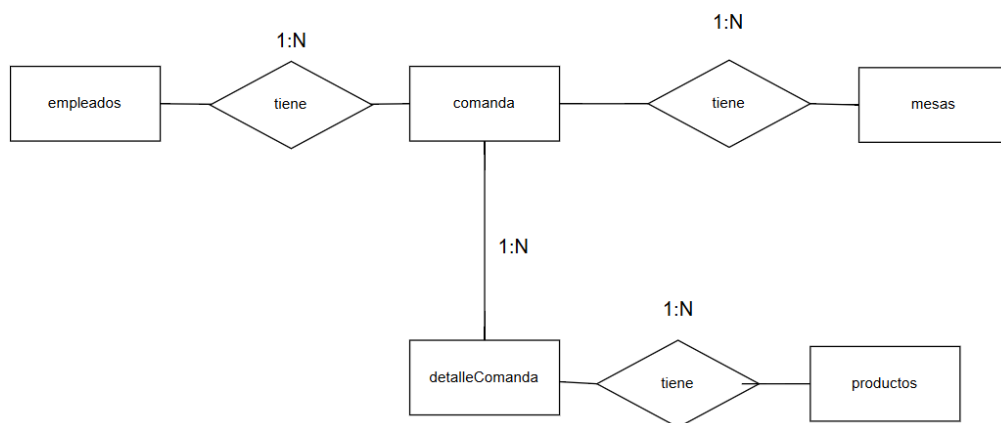 1:N
1:N
empleados
tiene
comanda
tiene
mesas
1:N
1:N
detalleComanda
tiene
productos